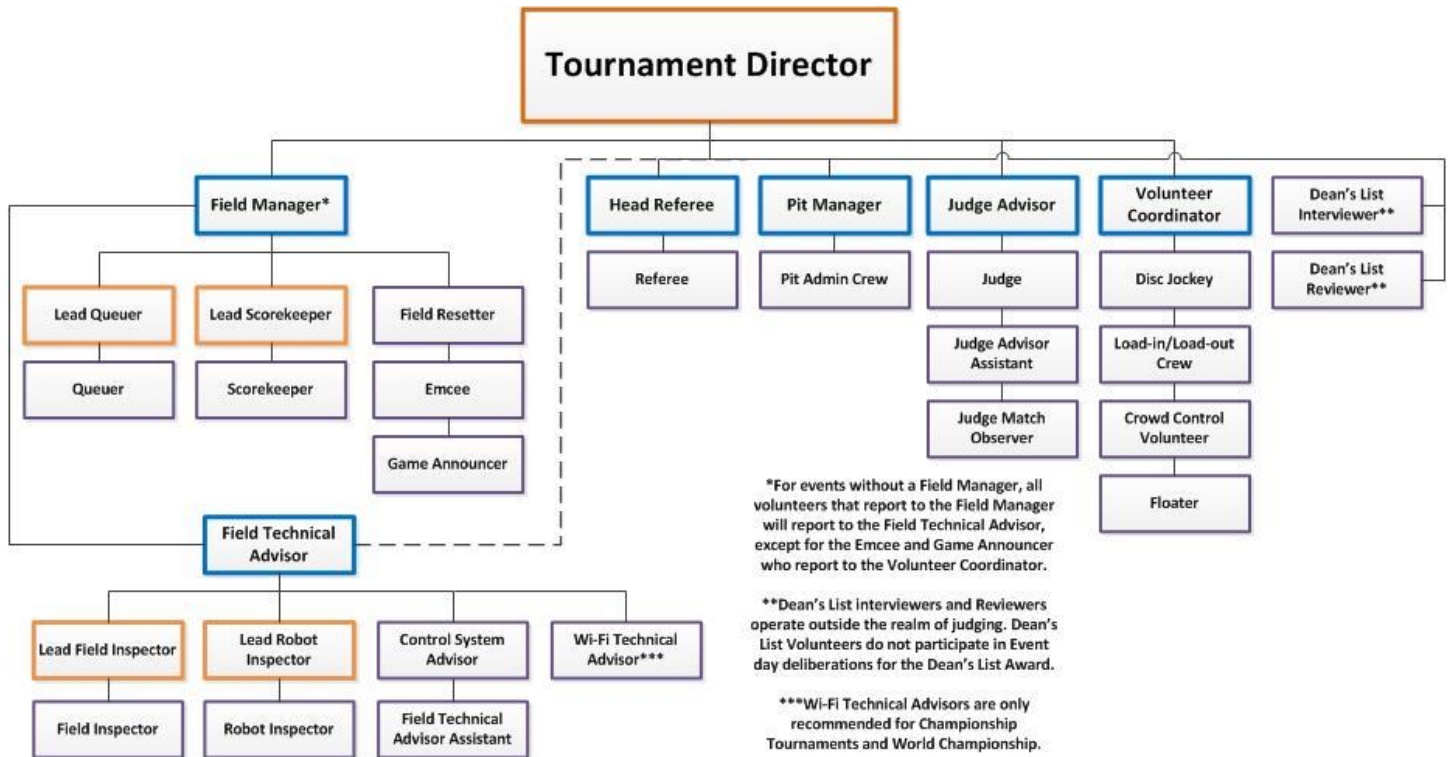 Tournament Director
Field Manager*
Head Referee
Pit Manager
Judge Advisor
Volunteer
Coordinator
Dean's List
Interviewer**
Referee
Pit Admin Crew
Judge
Disc Jockey
Dean's List
Reviewer**
Lead Queuer
Lead Scorekeeper
Field Resetter
Judge Advisor
Assistant
Load-in/Load-out
Crew
Queuer
Scorekeeper
Emcee
Judge Match
Observer
Crowd Control
Volunteer
Game Announcer
Floater
*For events without a Field Manager, all
volunteers that report to the Field Manager
will report to the Field Technical Advisor,
except for the Emcee and Game Announcer
who report to the Volunteer Coordinator.
Field Technical
Advisor
**Dean's List interviewers and Reviewers
operate outside the realm of judging. Dean's
List Volunteers do not participate in Event
day deliberations for the Dean's List Award.
Lead Field Inspector
Lead Robot
Inspector
Control System
Advisor
Wi-Fi Technical
Advisor***
Field Inspector
Robot Inspector
Field Technical
Advisor Assistant
***Wi-Fi Technical Advisors are only
recommended for Championship
Tournaments and World Championship.